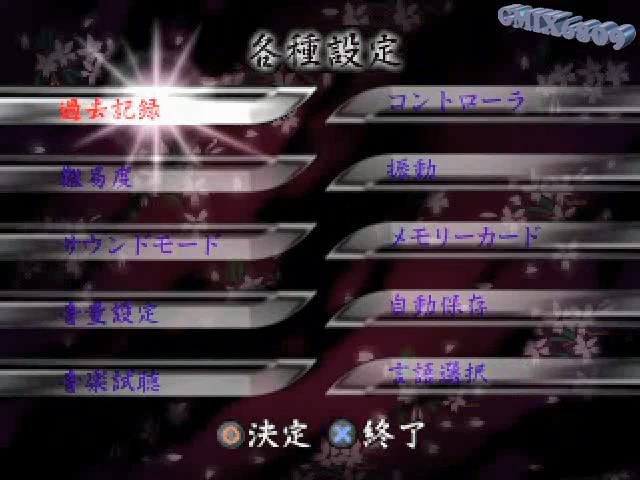 GMIX6809
各種設定
過去記録
コントローラ
難易度
振動
サウンドモード
メモリーカード
音量設定
自動保存
音楽試聴
言語選択
決定 終了